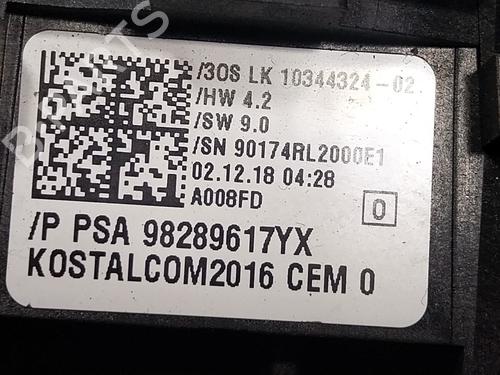 /3OS LK 10344324-02
/HW 4.2
/SW 9.0
/SN 90174RL2000E1
02.12.18 04:28
A008FD
0
/P PSA 98289617YX
KOSTALCOM2016 CEM 0